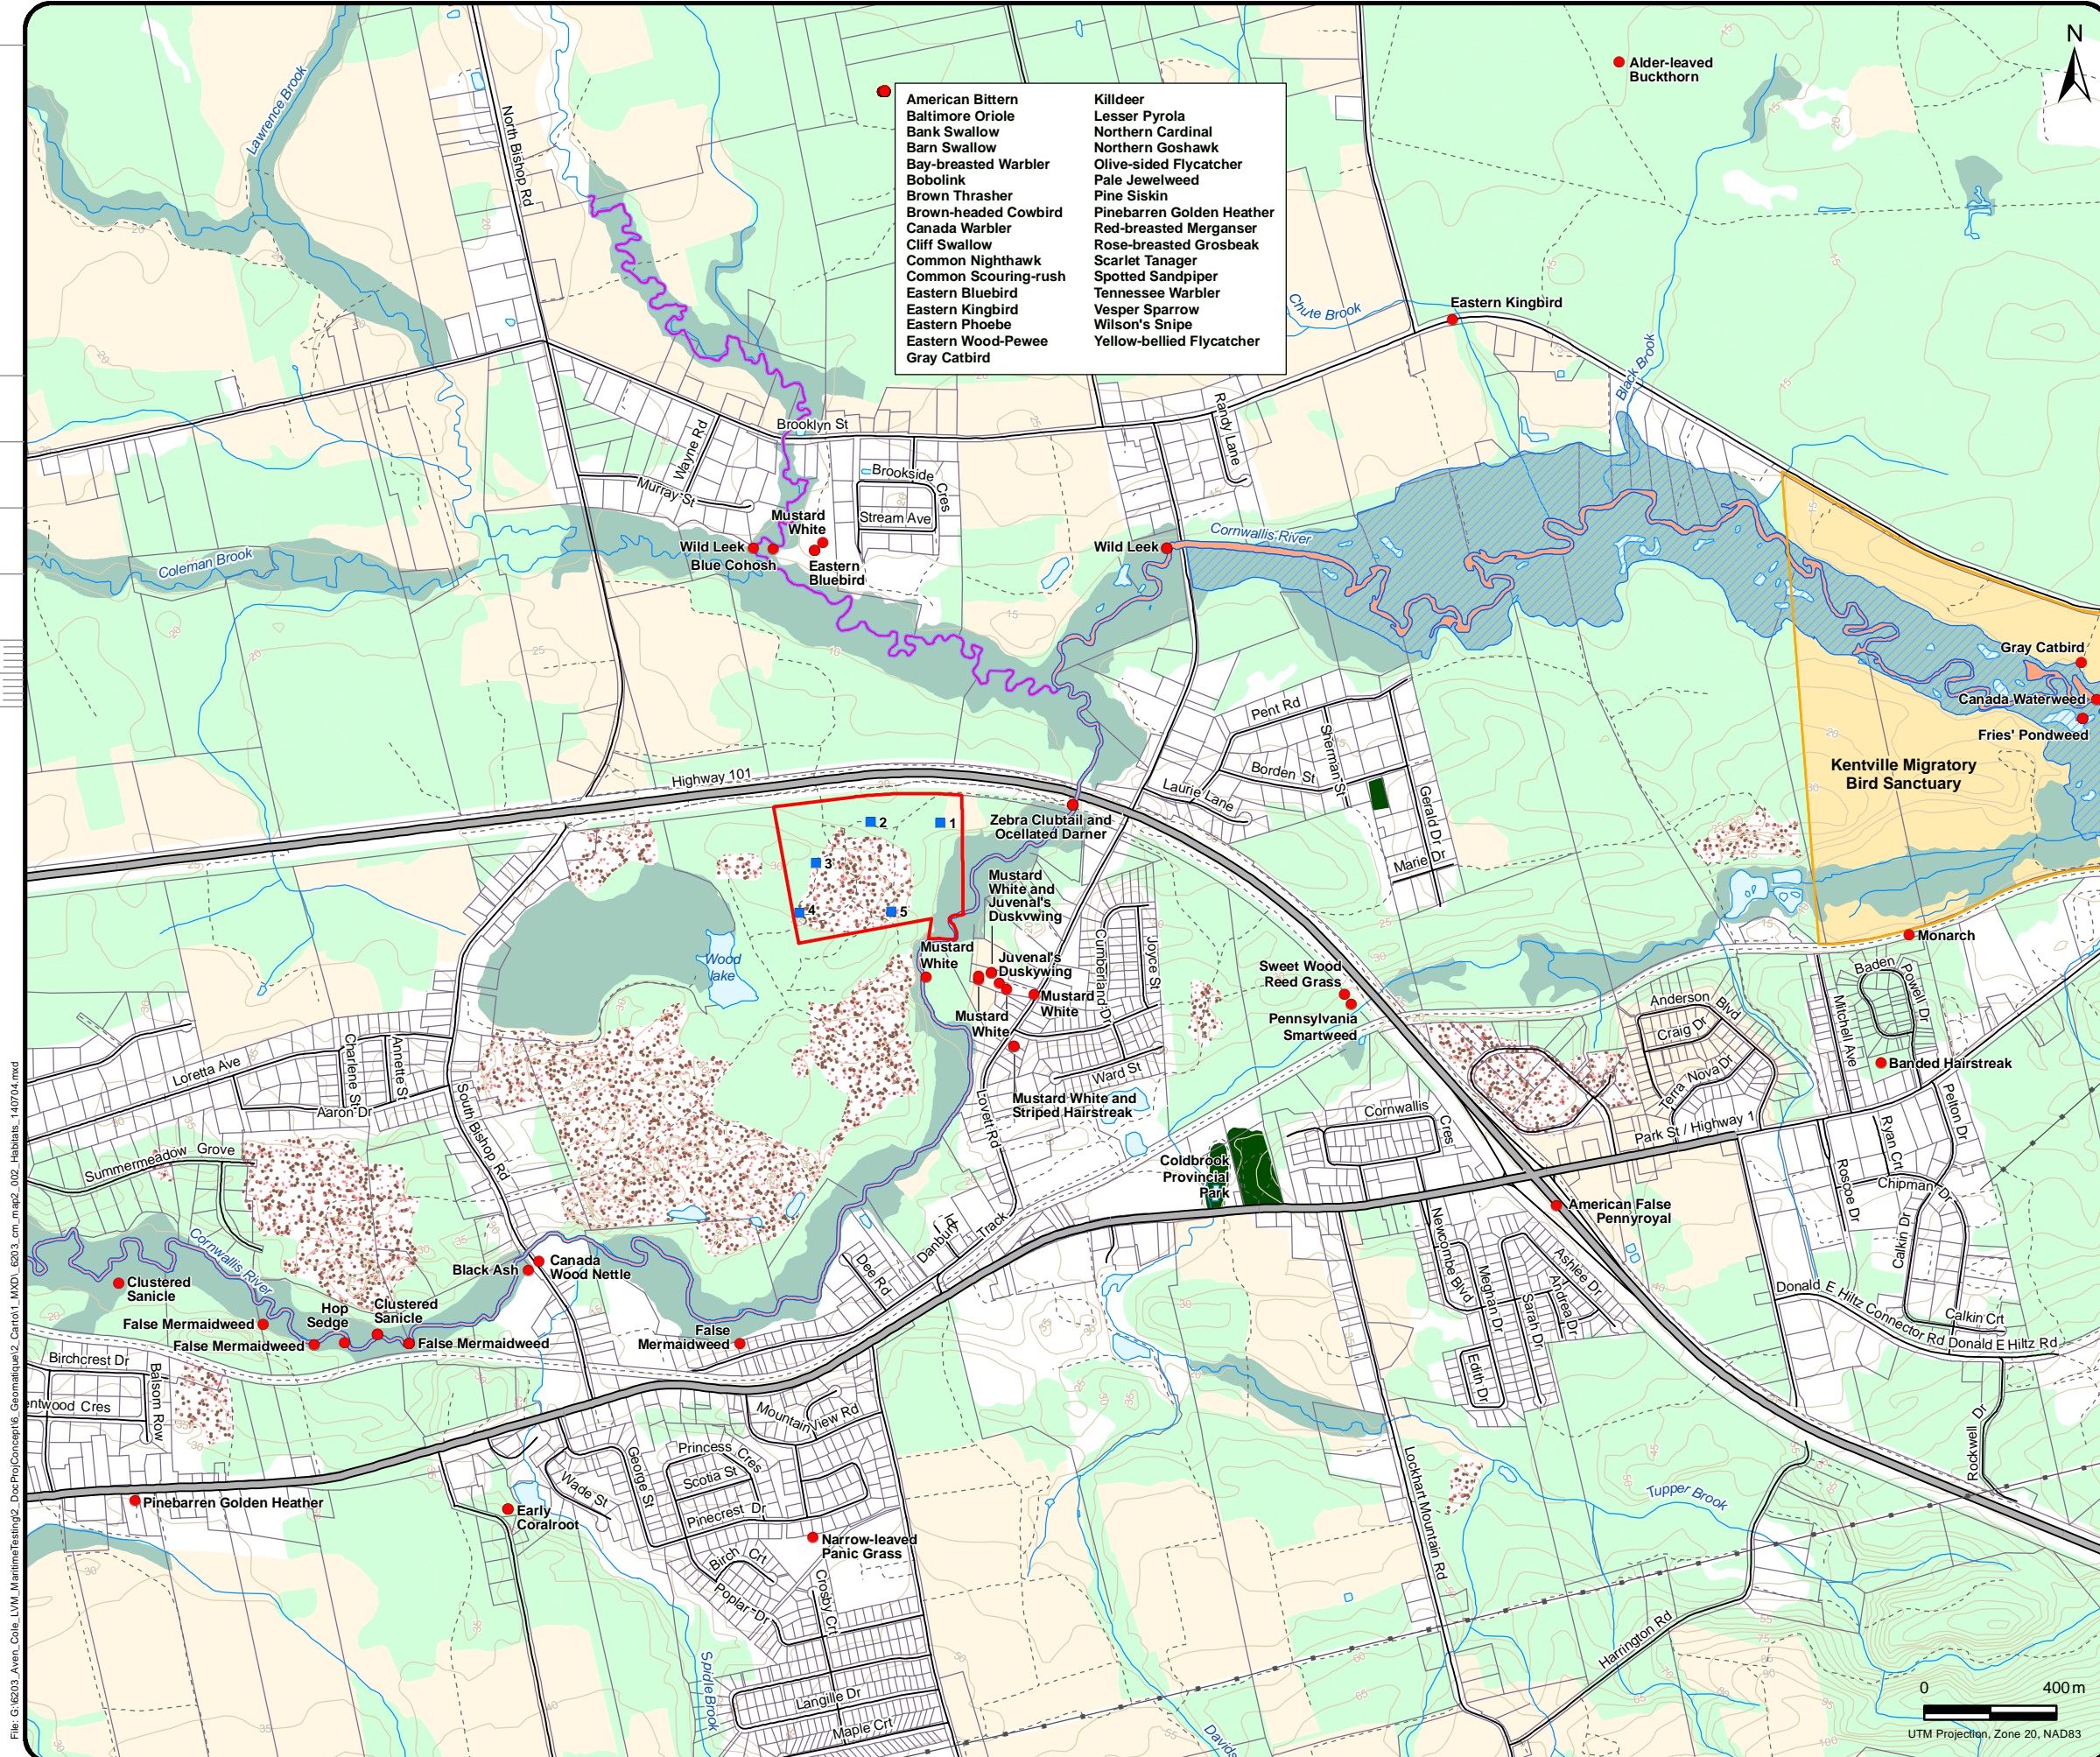 N
Alder-leaved
Buckthorn
American Bittern
Baltimore Oriole
Bank Swallow
Barn Swallow
Bay-breasted Warbler
Bobolink
Brown Thrasher
Brown-headed Cowbird
Canada Warbler
Cliff Swallow
Common Nighthawk
Common Scouring-rush
Eastern Bluebird
Eastern Kingbird
Eastern Phoebe
Eastern Wood-Pewee
Gray Catbird
Killdeer
Lesser Pyrola
Northern Cardinal
Northern Goshawk
Olive-sided Flycatcher
Pale Jewelweed
Pine Siskin
Pinebarren Golden Heather
Red-breasted Merganser
Rose-breasted Grosbeak
Scarlet Tanager
Spotted Sandpiper
Tennessee Warbler
Vesper Sparrow
Wilson's Snipe
Yellow-bellied Flycatcher
Lawrence Brook
North Bishop Rd
Chute Brook
Eastern Kingbird
Black Brook
Brooklyn St
Wayne Rd
Murray St
Randy Lane
Brookside Cres
Stream Ave
Mustard
White
Wild Leek
Blue Cohosh
Eastern
Bluebird
Coleman Brook
Wild Leek
Cornwallis River
Gray Catbird
Canada Waterweed
Fries' Pondweed
Kentville Migratory
Bird Sanctuary
Pent Rd
Sherman St
Borden St
Laurie Lane
Gerald Dr
Marie Dr
Highway 101
Zebra Clubtail and
Ocellated Darner
1
2
3
4
5
Mustard
White and
Juvenal's
Duskywing
Mustard
White
Juvenal's
Duskywing
Mustard
White
Mustard
White
Cumberland Dr
Joyce St
Wood
lake
Sweet Wood
Reed Grass
Pennsylvania
Smartweed
Monarch
Baden
Powell Dr
Mitchell Ave
Anderson Blvd
Craig Dr
Terra Nova Dr
Banded Hairstreak
Loretta Ave
Charlene St
Annette St
Aaron Dr
South Bishop Rd
Summermeadow Grove
Ward St
Mustard White and
Striped Hairstreak
Lovett Rd
Cornwallis Cres
Park St / Highway 1
Pelton Dr
Ryan Crt
Roscoe Dr
Chipman Dr
Calkin Dr
Coldbrook
Provincial
Park
American False
Pennyroyal
Newcombe Blvd
Meghan Dr
Sarah Dr
Ashlee Dr
Andrea Dr
Edith Dr
Donald E Hiltz Connector Rd
Donald E Hiltz Rd
Calkin Crt
Rockwell Dr
Danbury
Track
Dee Rd
Cornwallis River
Clustered
Sanicle
Black Ash
Canada
Wood Nettle
Hop
Sedge
Clustered
Sanicle
False Mermaidweed
False Mermaidweed
False Mermaidweed
False
Mermaidweed
Birchcrest Dr
Balsom Row
entwood Cres
Mountain View Rd
Princess Cres
Scotia St
George St
Wade St
Pinecrest Dr
Pinebarren Golden Heather
Early
Coralroot
Narrow-leaved
Panic Grass
Birch Crt
Poplar Dr
Crosby Crt
Spidle Brook
Langille Dr
Maple Crt
Davids
Lockhart Mountain Rd
Tupper Brook
Harrington Rd
0 400 m
UTM Projection, Zone 20, NAD83